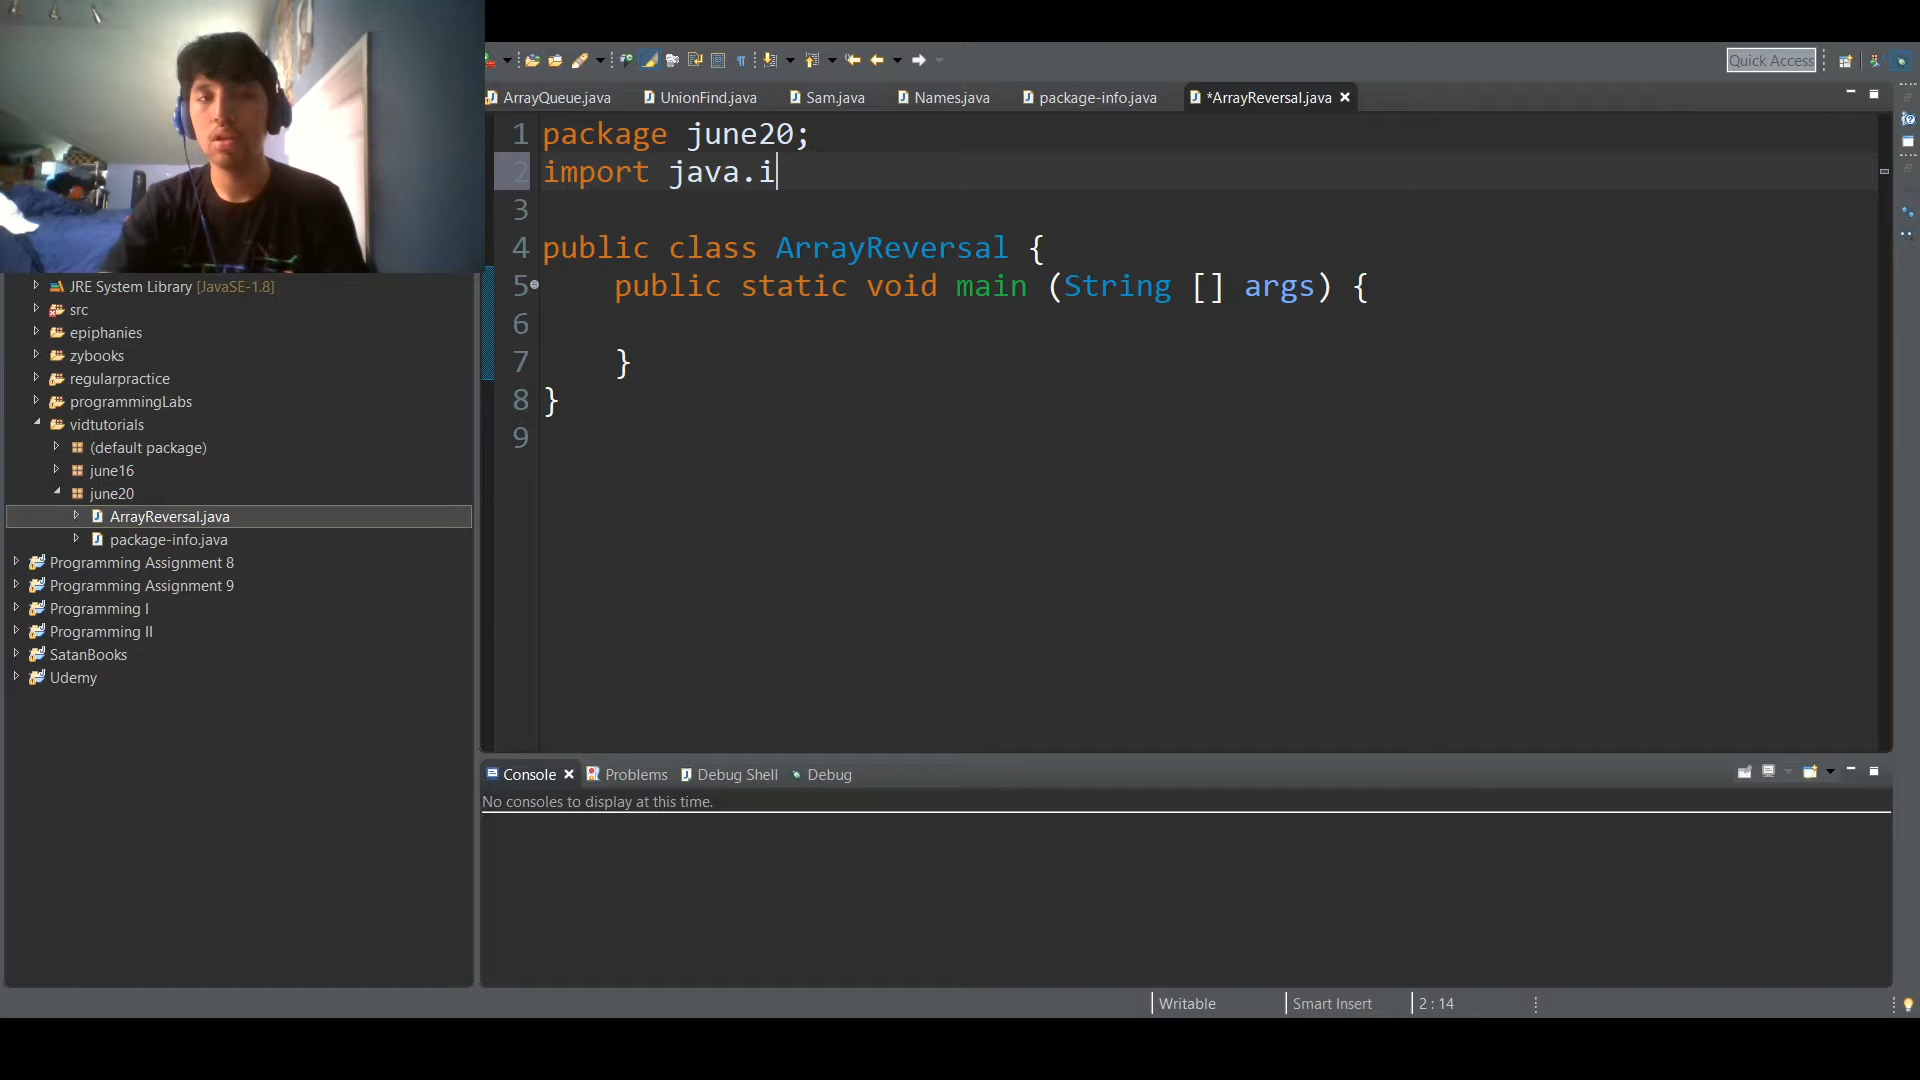 Quick Access
ArrayQueue.java
UnionFind.java
Sam.java
Names.java
package-info.java
*ArrayReversal.java
1 package june20;
2 import java.i
3
4 public class ArrayReversal {
5 public static void main (String [] args) {
6
7 }
8 }
9
JRE System Library [JavaSE-1.8]
src
epiphanies
zybooks
regularpractice
programmingLabs
vidtutorials
(default package)
june16
june20
ArrayReversal.java
package-info.java
Programming Assignment 8
Programming Assignment 9
Programming I
Programming II
SatanBooks
Udemy
Console
Problems
Debug Shell
Debug
No consoles to display at this time.
Writable
Smart Insert
2 : 14